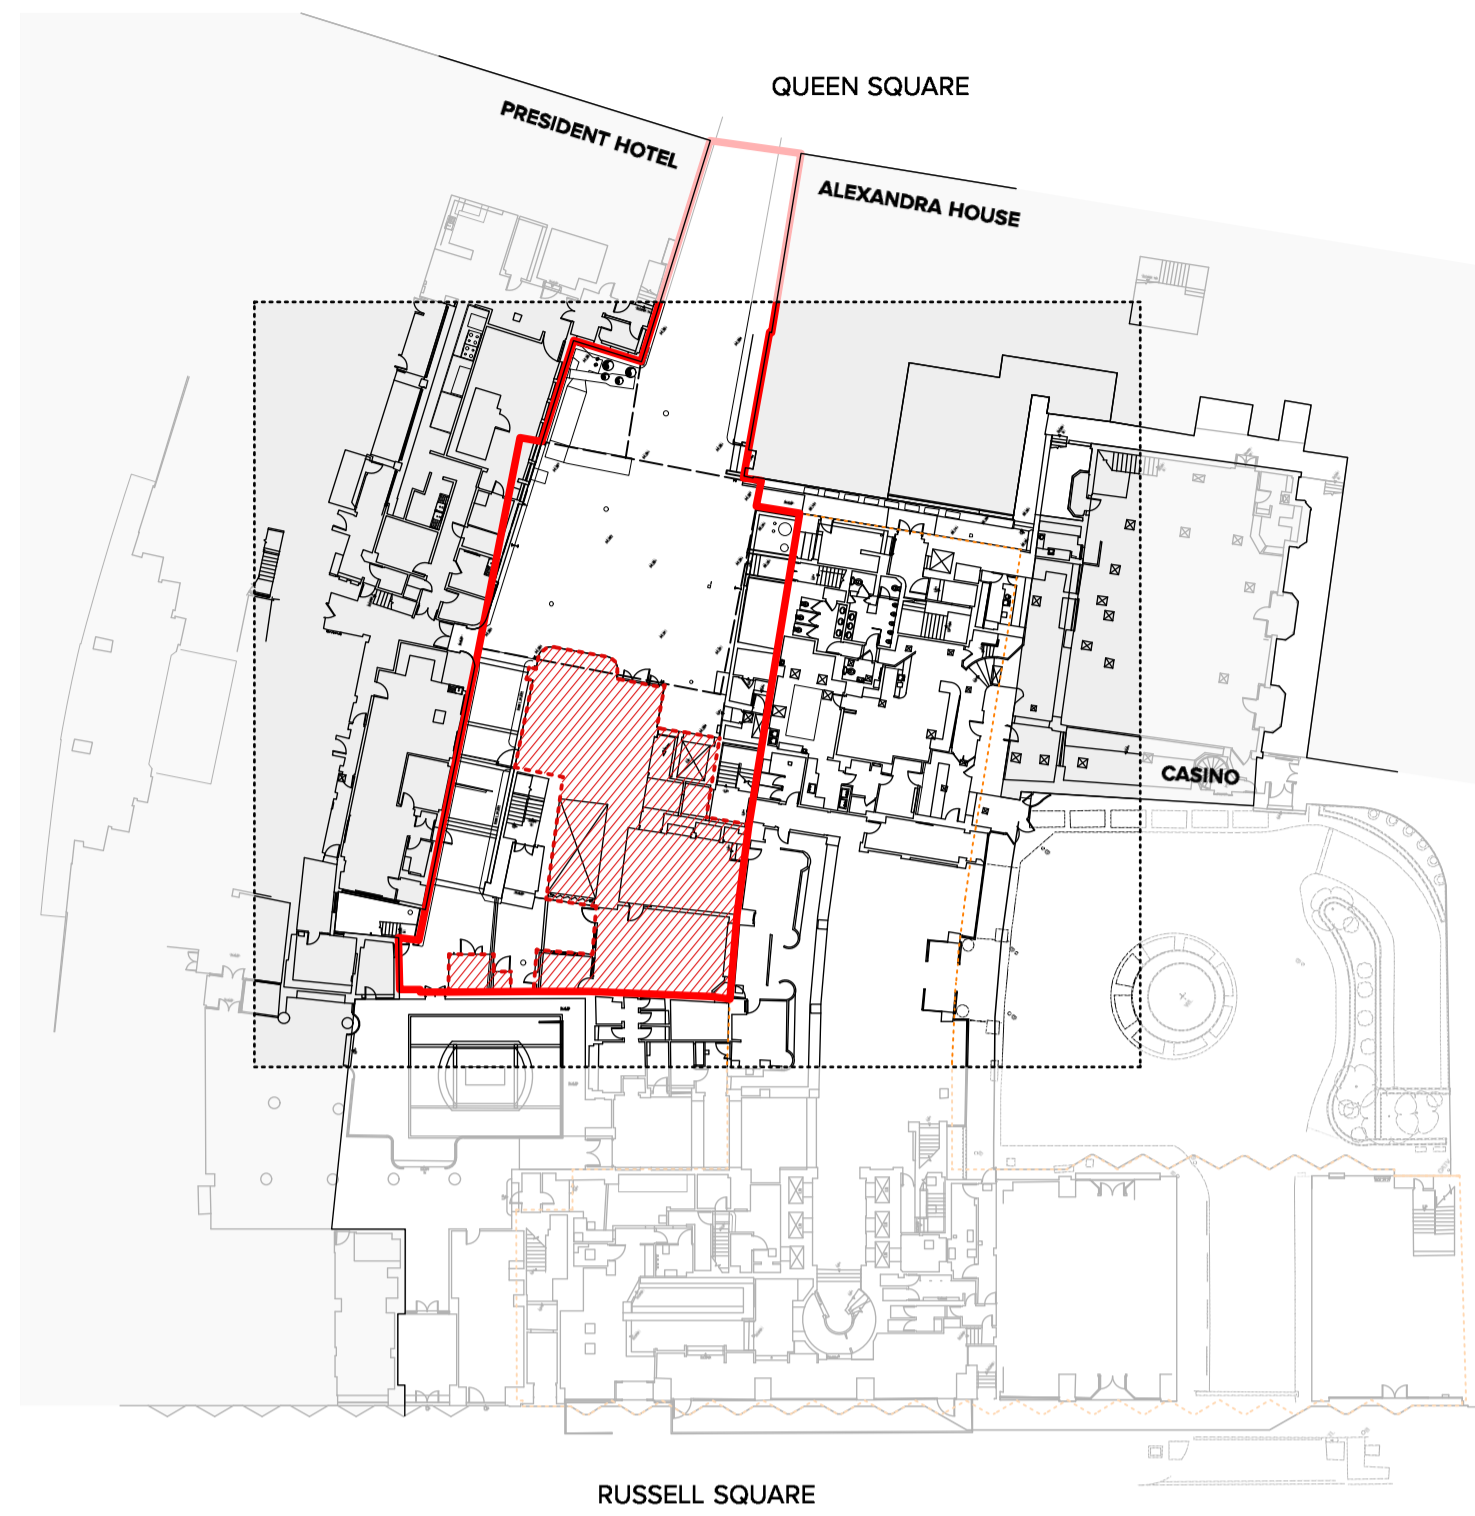 QUEEN SQUARE
PRESIDENT HOTEL
ALEXANDRA HOUSE
CASINO
RUSSELL SQUARE